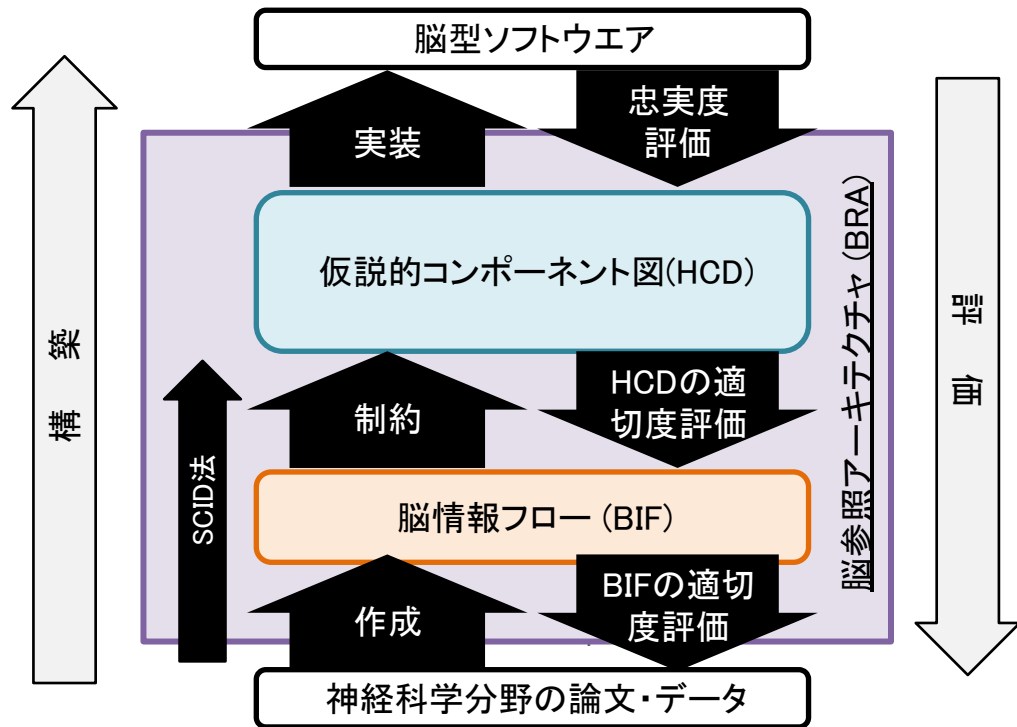 脳型ソフトウエア
実装
忠実度
評価
仮説的コンポーネント図(HCD)
制約
HCDの適
切度評価
脳情報フロー (BIF)
作成
BIFの適切
度評価
神経科学分野の論文・データ
構築
SCID法
脳参照アーキテクチャ(BRA)
評価